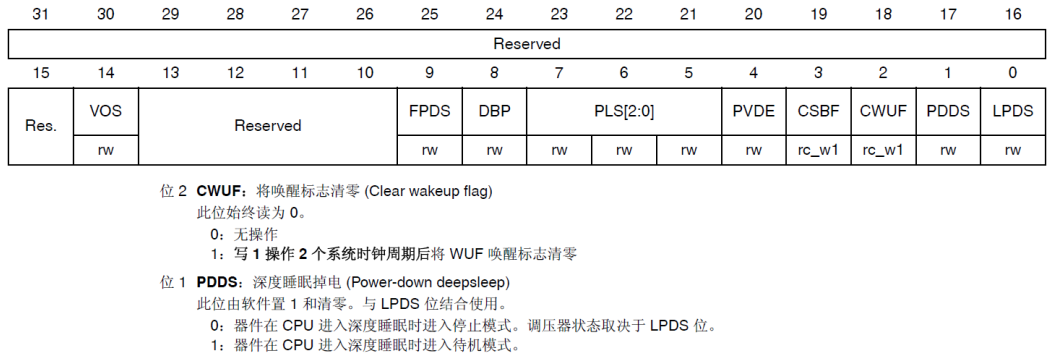 31 30 29 28 27 26 25 24 23 22 21 20 19 18 17 16
Reserved
15 14 13 12 11 10 9 8 7 6 5 4 3 2 1 0
Res. VOS Reserved FPDS DBP PLS[2:0] PVDE CSBF CWUF PDDS LPDS
rw rw rw rw rw rw rw rc_w1 rc_w1 rw rw
位 2 CWUF：将唤醒标志清零 (Clear wakeup flag)
此位始终读为 0。
0：无操作
1：写 1 操作 2 个系统时钟周期后将 WUF 唤醒标志清零
位 1 PDDS：深度睡眠掉电 (Power-down deepsleep)
此位由软件置 1 和清零。与 LPDS 位结合使用。
0：器件在 CPU 进入深度睡眠时进入停止模式。调压器状态取决于 LPDS 位。
1：器件在 CPU 进入深度睡眠时进入待机模式。